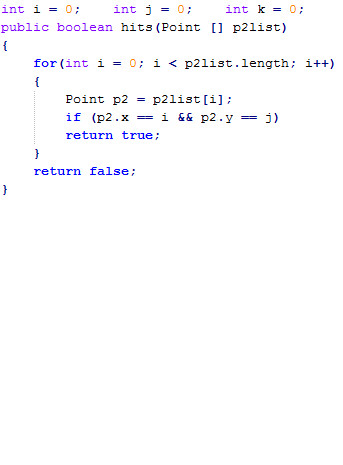 int i = 0;    int j = 0;    int k = 0;
public boolean hits(Point [] p2list)
{
    for(int i = 0; i < p2list.length; i++)
    {
        Point p2 = p2list[i];
        if (p2.x == i && p2.y == j)
        return true;
    }
    return false;
}